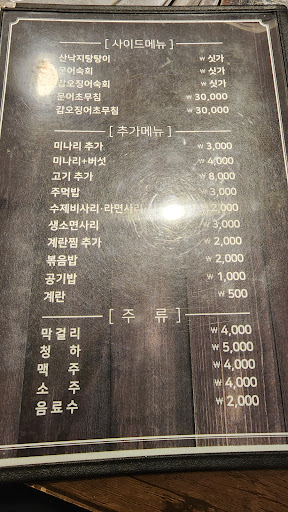 [ 사이드메뉴 ]
산낙지탕탕이 ₩ 싯가
문어숙회 ₩ 싯가
갑오징어숙회 ₩ 싯가
문어초무침 ₩ 30,000
갑오징어초무침 ₩ 30,000
[ 추가메뉴 ]
미나리 추가 ₩ 3,000
미나리+버섯 ₩ 4,000
고기 추가 ₩ 8,000
주먹밥 ₩ 3,000
수제비사리·라면사리 ₩ 2,000
생소면사리 ₩ 3,000
계란찜 추가 ₩ 2,000
볶음밥 ₩ 2,000
공기밥 ₩ 1,000
계란 ₩ 500
[ 주 류 ]
막걸리 ₩ 4,000
청 하 ₩ 5,000
맥 주 ₩ 4,000
소 주 ₩ 4,000
음료수 ₩ 2,000